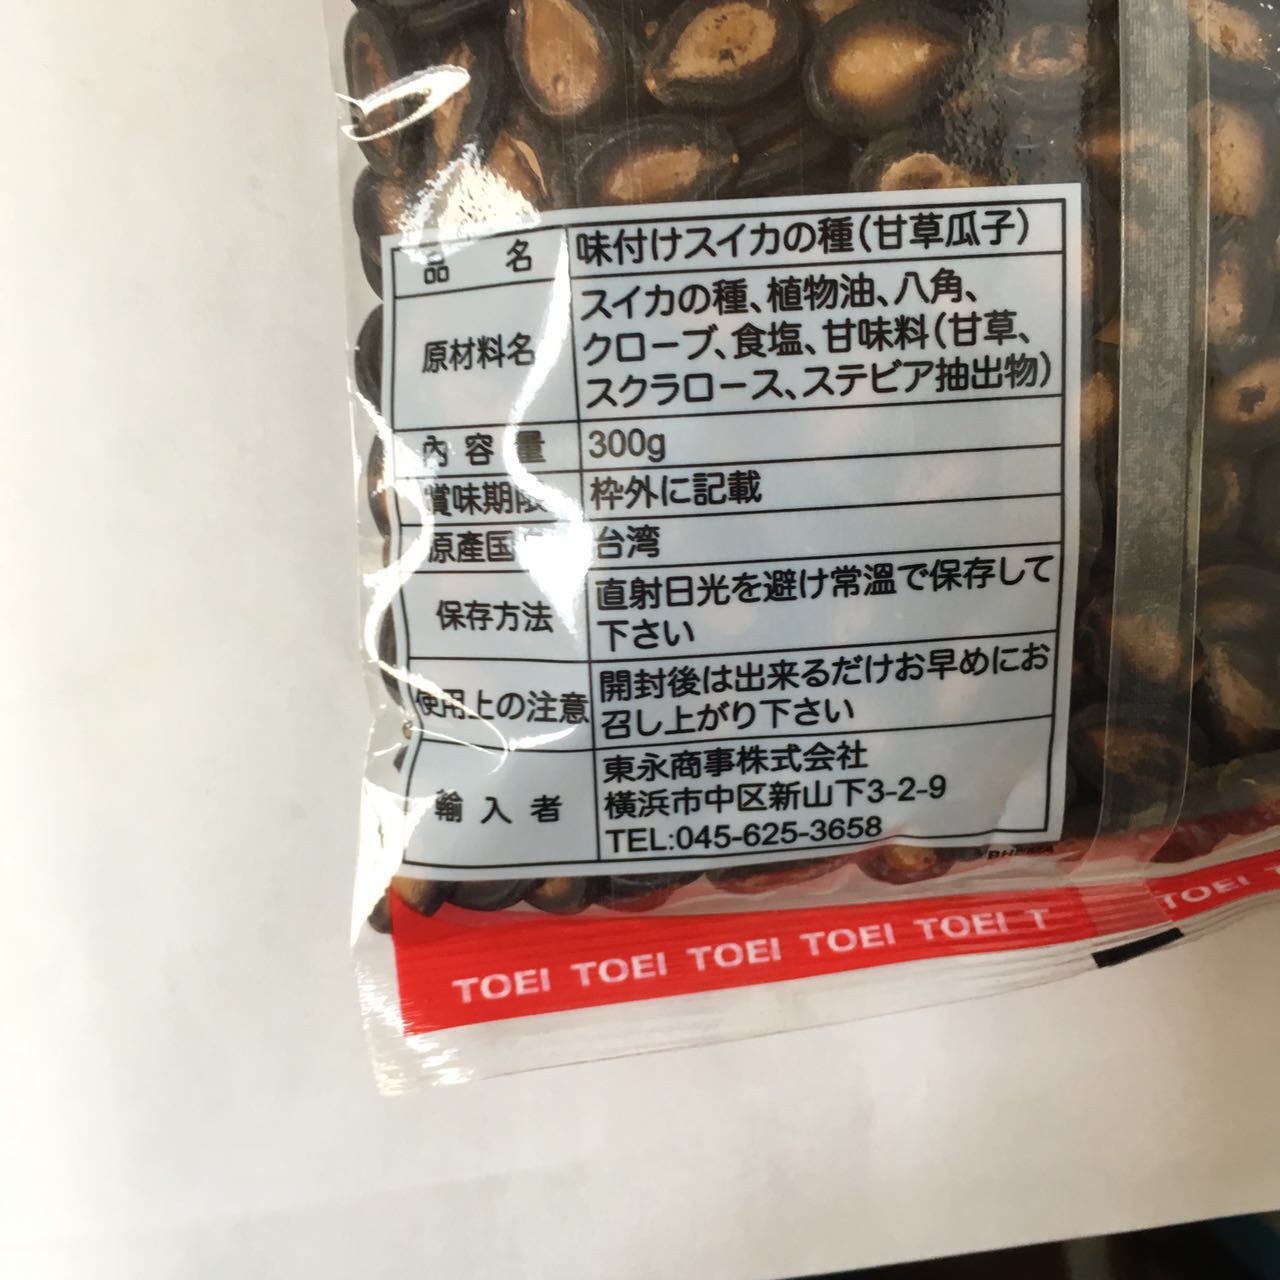 品 名 味付けスイカの種(甘草瓜子)
原材料名 スイカの種、植物油、八角、
クローブ、食塩、甘味料(甘草、
スクラロース、ステビア抽出物)
内容量 300g
賞味期限 枠外に記載
原産国 台湾
保存方法 直射日光を避け常温で保存して
下さい
使用上の注意 開封後は出来るだけお早めにお
召し上がり下さい
輸入者 東永商事株式会社
横浜市中区新山下3-2-9
TEL:045-625-3658
TOEI TOEI TOEI TOEI TOEI T
TOEI T